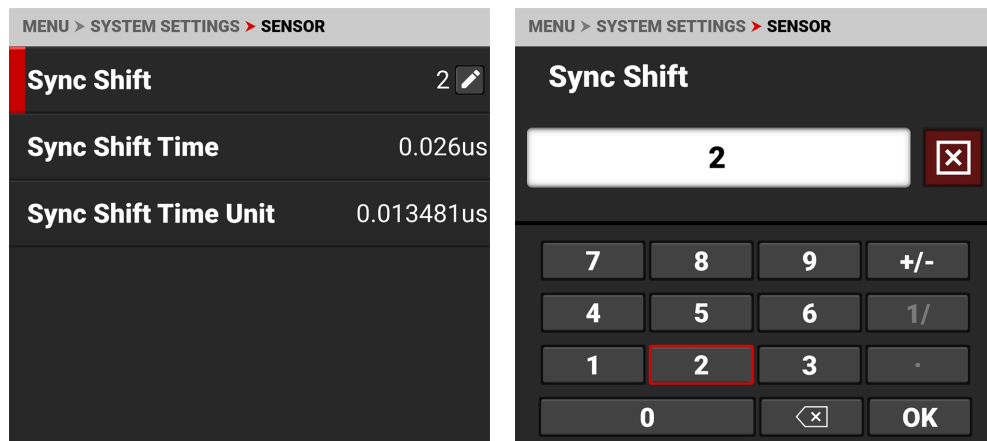 MENU > SYSTEM SETTINGS > SENSOR
Sync Shift 2
Sync Shift Time 0.026us
Sync Shift Time Unit 0.013481us
MENU > SYSTEM SETTINGS > SENSOR
Sync Shift
2
7 8 9 +/-
4 5 6 1/
1 2 3 .
0 OK